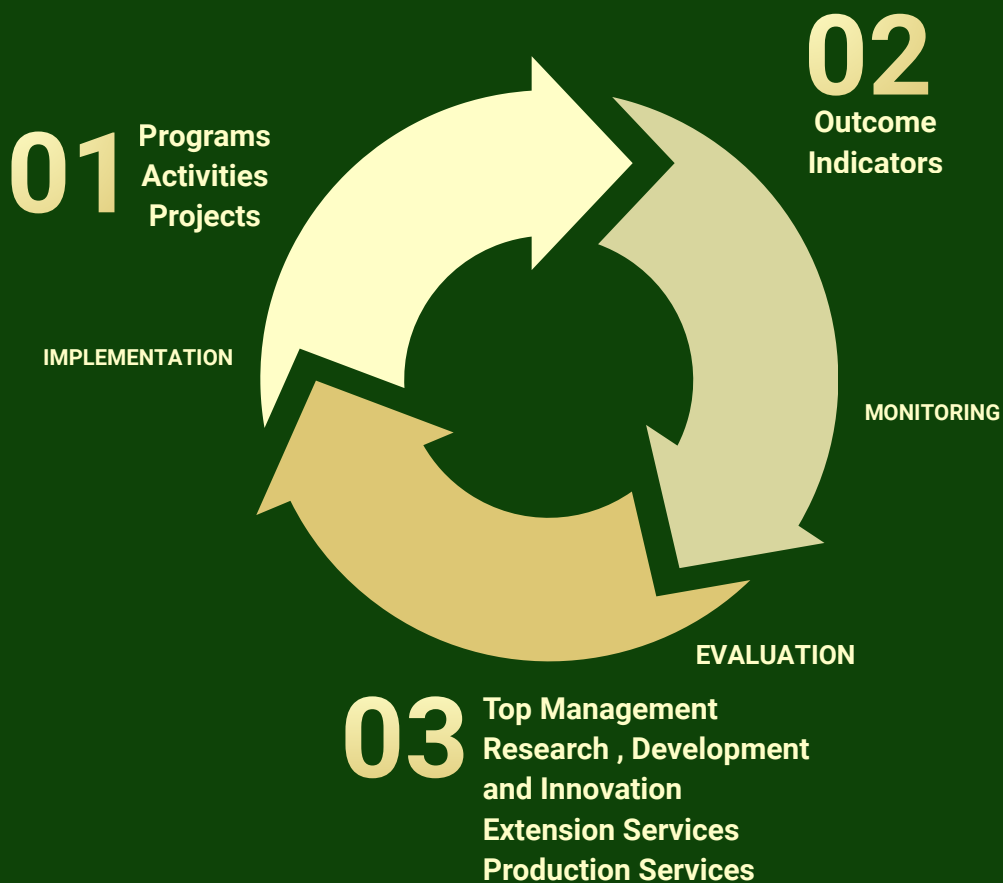 01
Programs
Activities
Projects
02
Outcome
Indicators
IMPLEMENTATION
MONITORING
EVALUATION
03
Top Management
Research , Development
and Innovation
Extension Services
Production Services